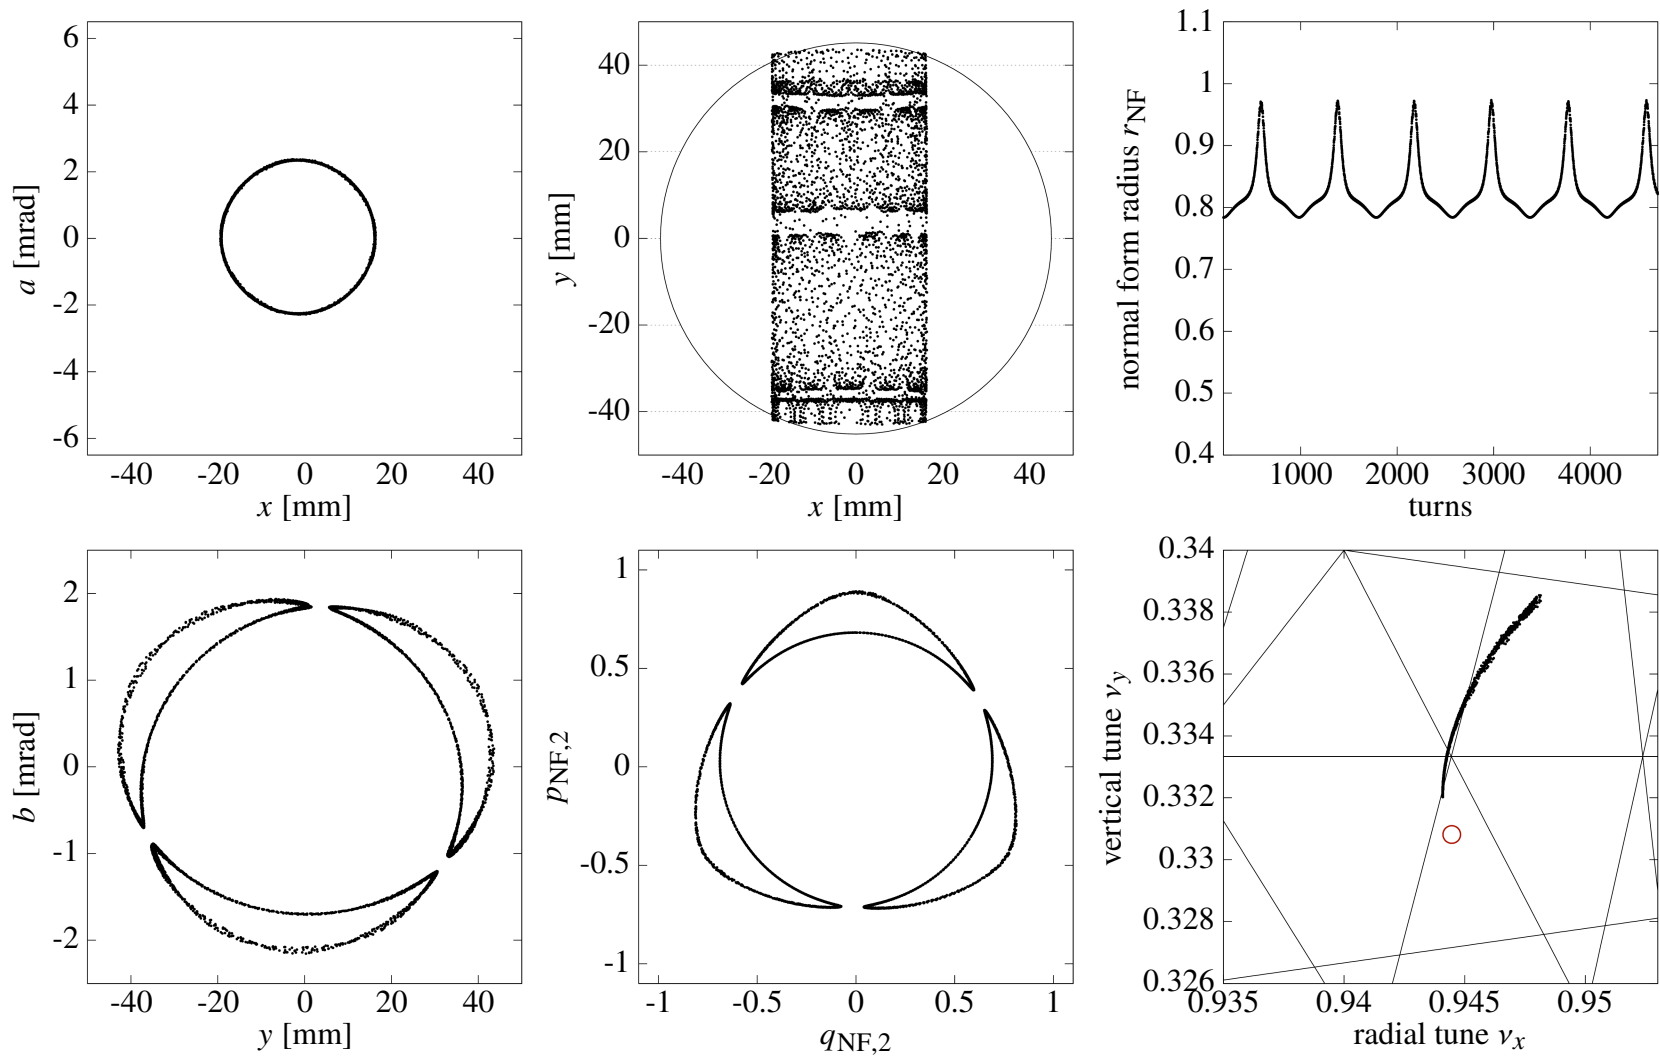 6
4
2
0
-2
-4
-6
a [mrad]
-40 -20 0 20 40
x [mm]
40
20
0
-20
-40
y [mm]
-40 -20 0 20 40
x [mm]
1.1
1
0.9
0.8
0.7
0.6
0.5
0.4
normal form radius rNF
1000 2000 3000 4000
turns
2
1
0
-1
-2
b [mrad]
-40 -20 0 20 40
y [mm]
1
0.5
0
-0.5
-1
pNF,2
-1 -0.5 0 0.5 1
qNF,2
0.34
0.338
0.336
0.334
0.332
0.33
0.328
0.326
vertical tune νy
0.935 0.94 0.945 0.95
radial tune νx